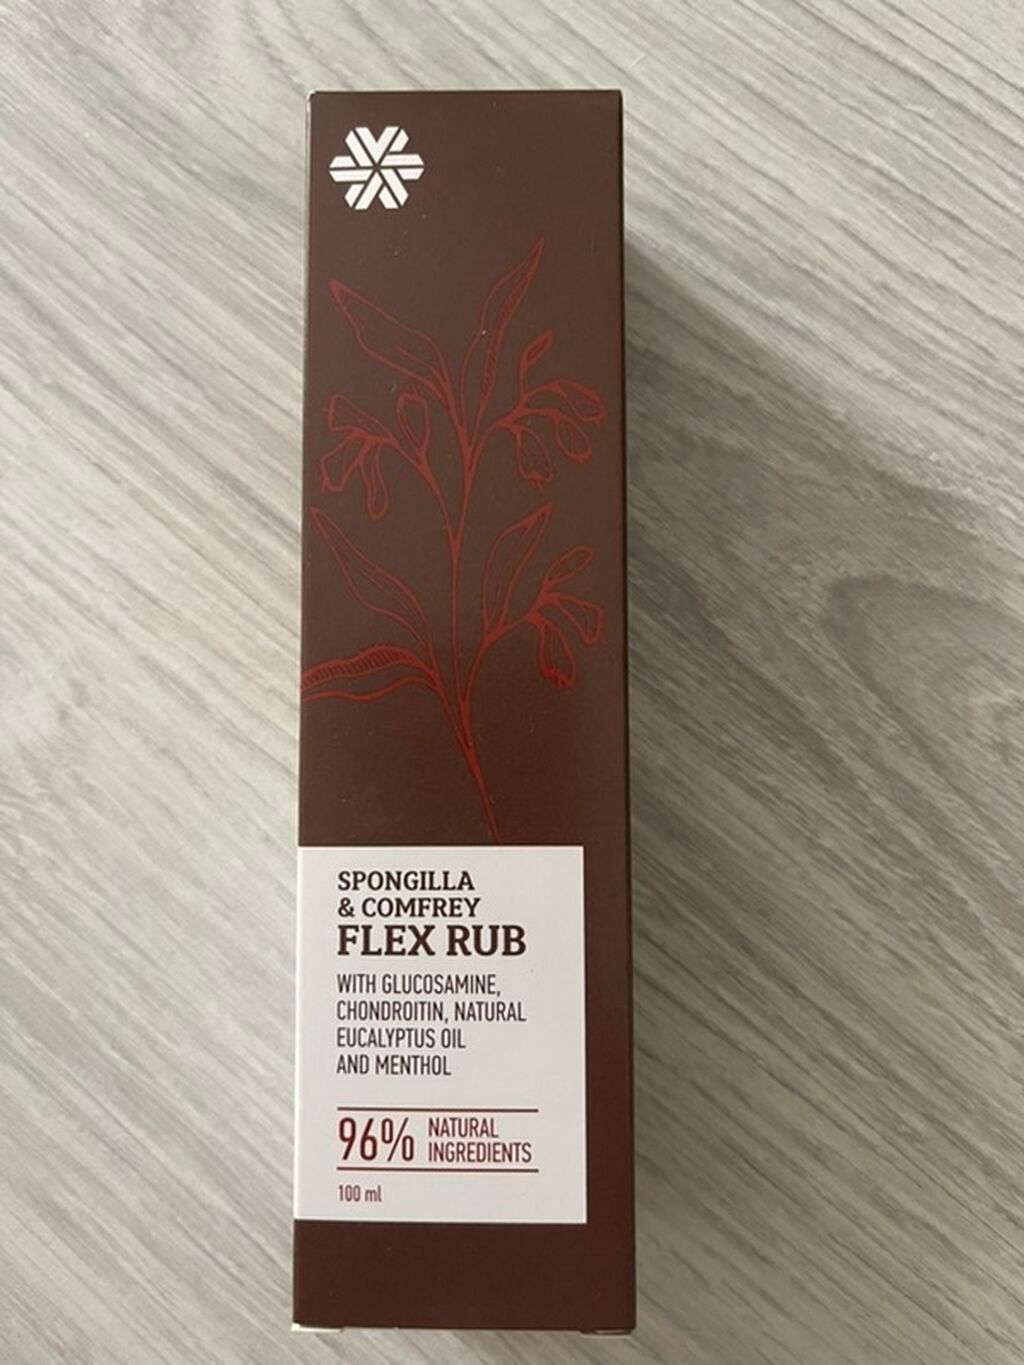 SPONGILLA
& COMFREY
FLEX RUB
WITH GLUCOSAMINE,
CHONDROITIN, NATURAL
EUCALYPTUS OIL
AND MENTHOL
96% NATURAL
INGREDIENTS
100 ml